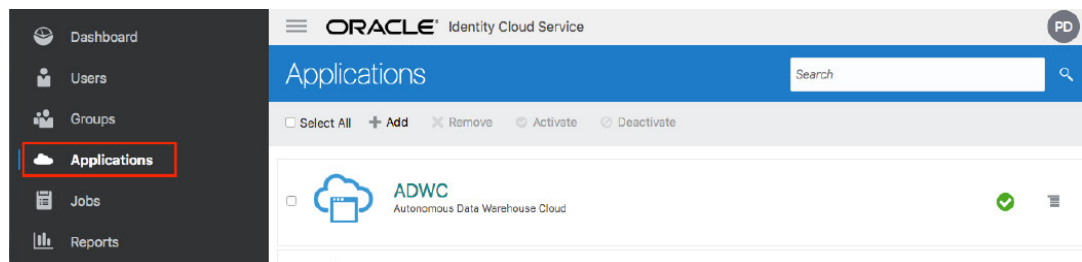 Dashboard
Users
Groups
Applications
Jobs
Reports
ORACLE® Identity Cloud Service
PD
Applications
Search
Select All + Add Remove Activate Deactivate
ADWC
Autonomous Data Warehouse Cloud